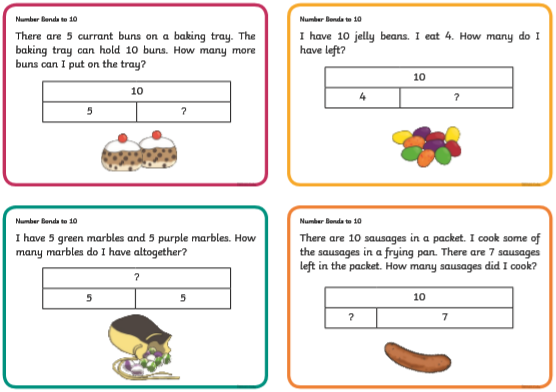 Number Bonds to 10
There are 5 currant buns on a baking tray. The
baking tray can hold 10 buns. How many more
buns can I put on the tray?
10
5 ?
Number Bonds to 10
I have 10 jelly beans. I eat 4. How many do I
have left?
10
4 ?
Number Bonds to 10
I have 5 green marbles and 5 purple marbles. How
many marbles do I have altogether?
?
5 5
Number Bonds to 10
There are 10 sausages in a packet. I cook some of
the sausages in a frying pan. There are 7 sausages
left in the packet. How many sausages did I cook?
10
? 7